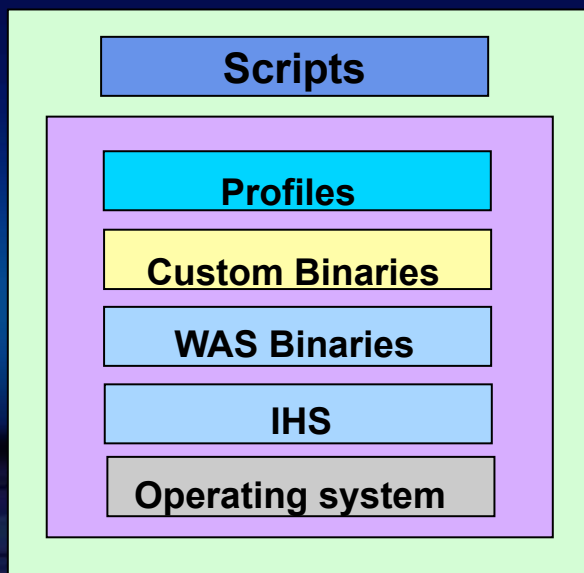 Scripts
Profiles
Custom Binaries
WAS Binaries
IHS
Operating system